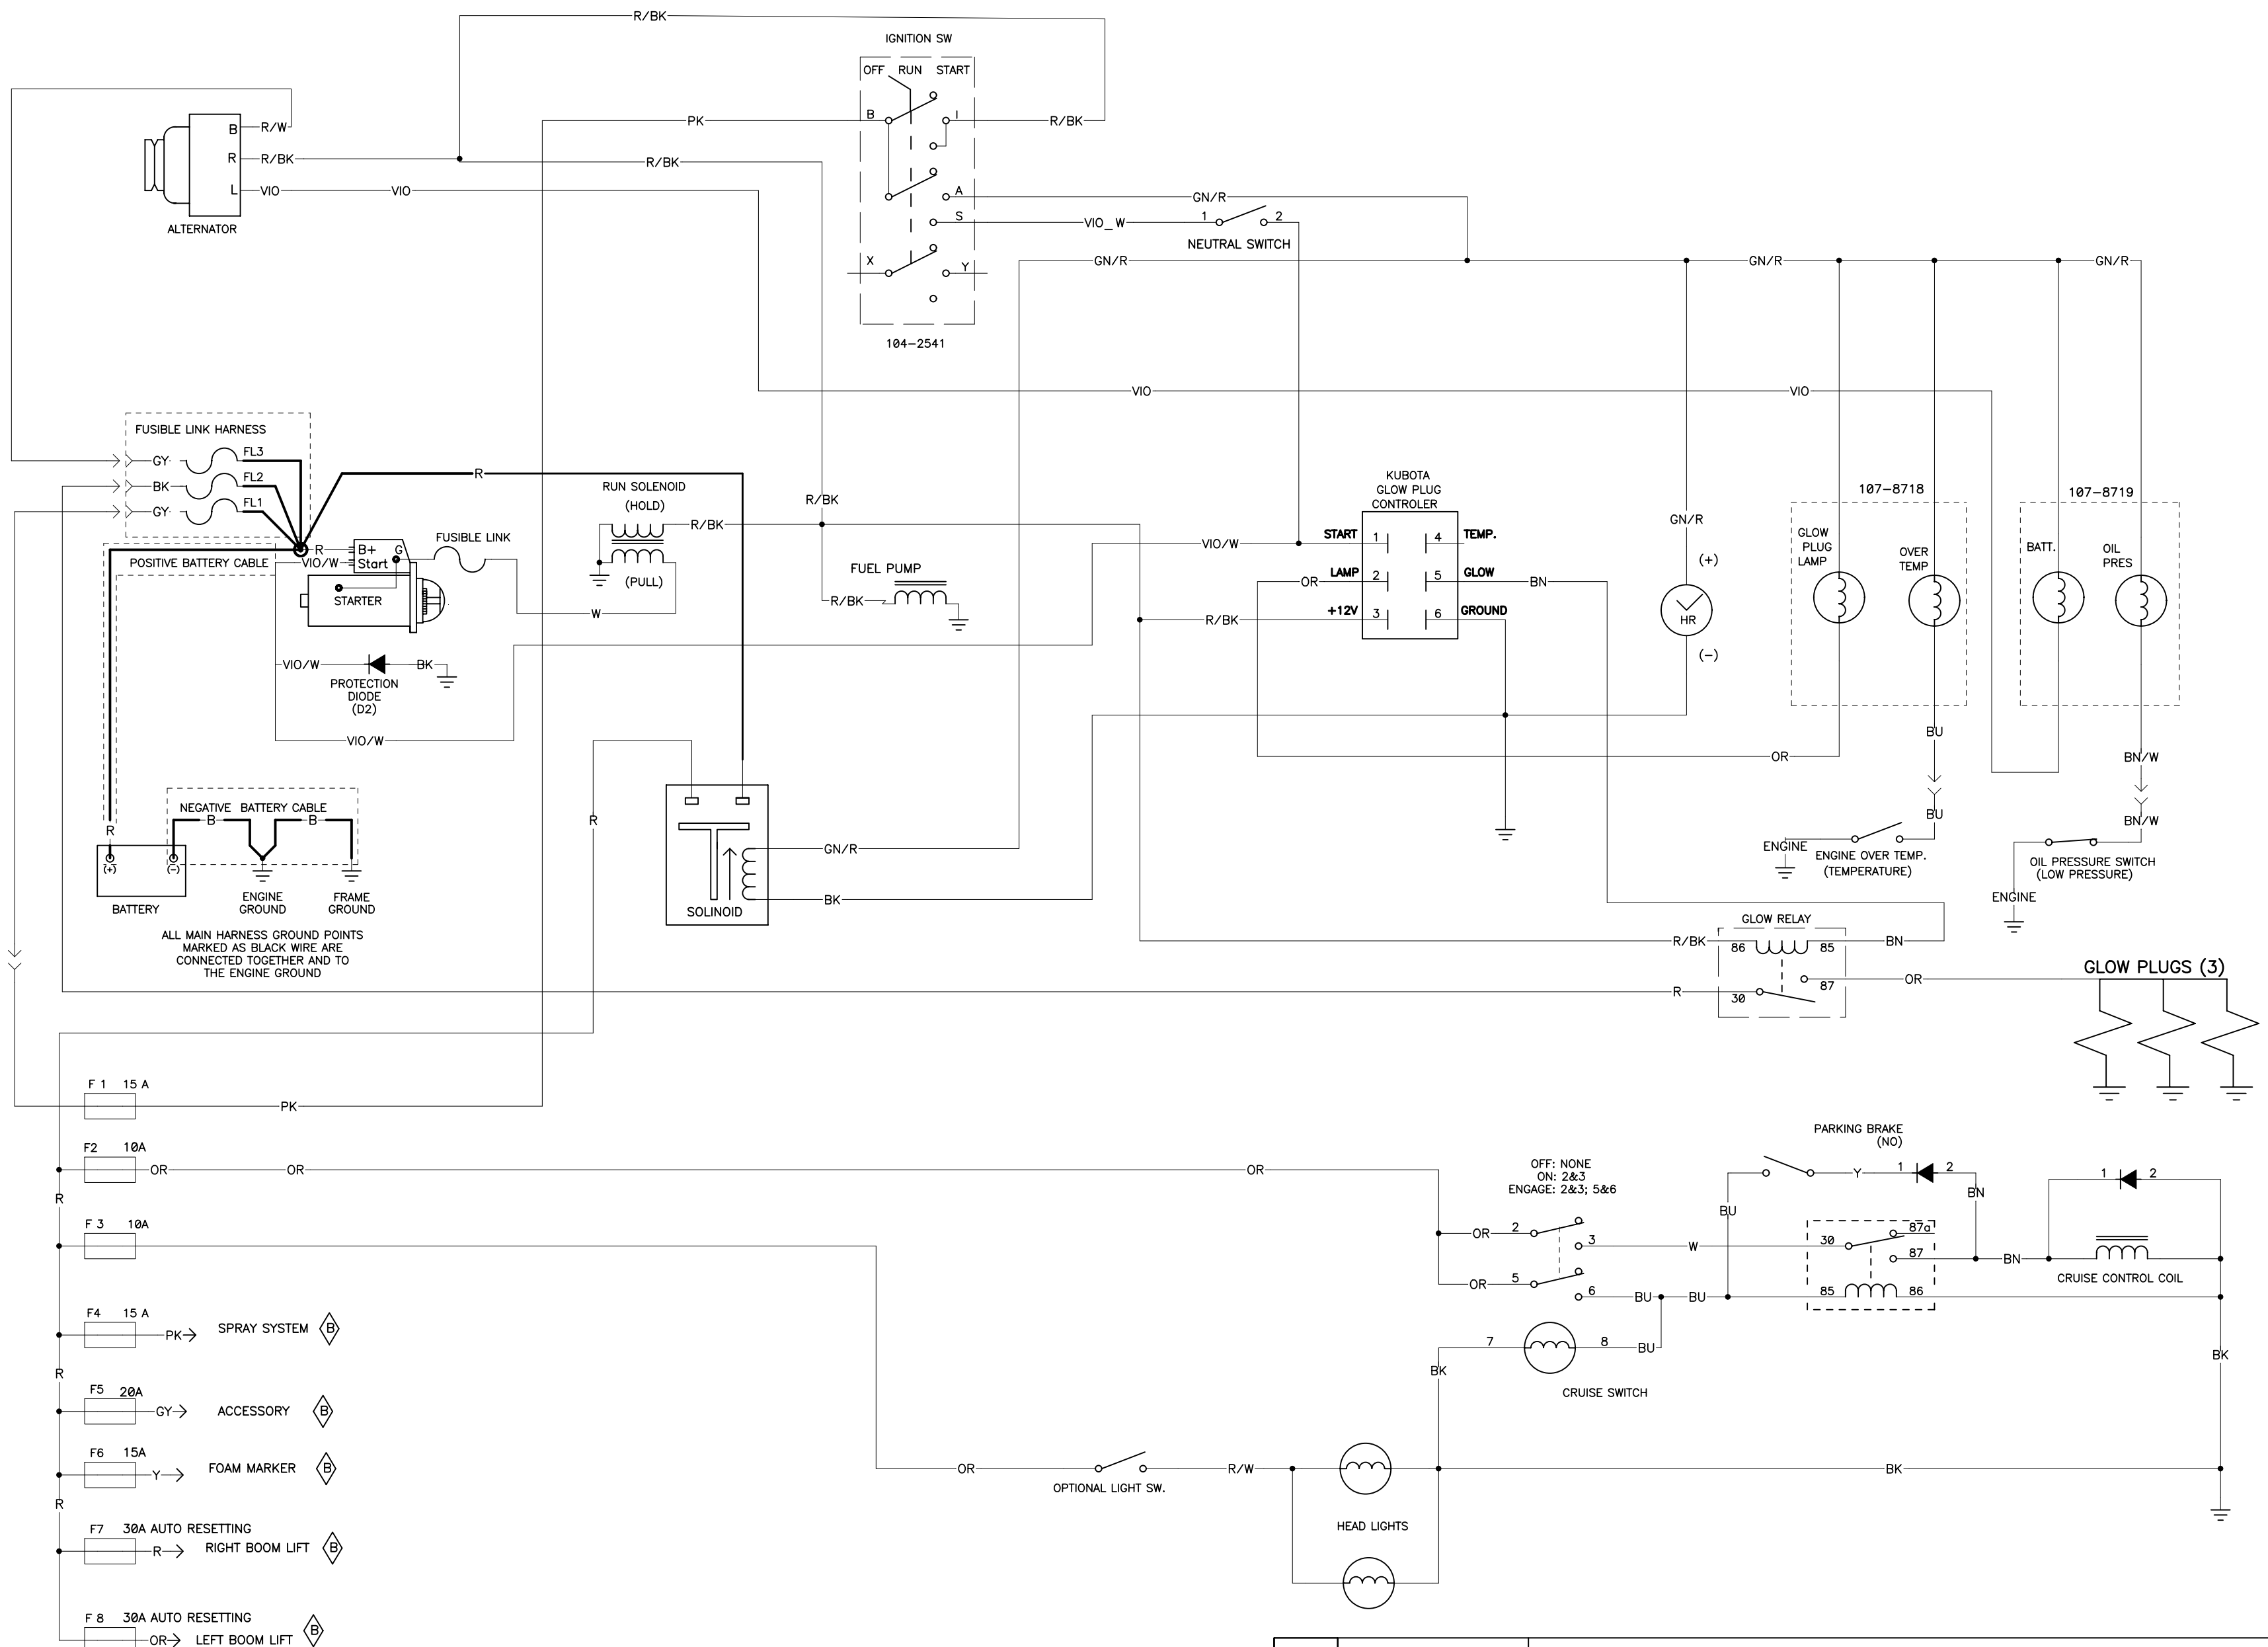 R/BK
IGNITION SW
OFF RUN START
B
I
R/W
PK
R/BK
R
R/BK
R/BK
L
VIO
VIO
A
GN/R
S
VIO_W
1
2
NEUTRAL SWITCH
ALTERNATOR
X
Y
GN/R
GN/R
GN/R
104-2541
VIO
VIO
FUSIBLE LINK HARNESS
GY
FL3
BK
FL2
GY
FL1
R
RUN SOLENOID
(HOLD)
R/BK
R/BK
(PULL)
W
KUBOTA
GLOW PLUG
CONTROLER
START
1
4
TEMP.
LAMP
2
5
GLOW
+12V
3
6
GROUND
VIO/W
OR
R/BK
BN
GN/R
(+)
HR
(-)
107-8718
GLOW
PLUG
LAMP
OVER
TEMP
107-8719
BATT.
OIL
PRES
POSITIVE BATTERY CABLE
R
B+
G
VIO/W
Start
FUSIBLE LINK
STARTER
FUEL PUMP
R/BK
VIO/W
BK
PROTECTION
DIODE
(D2)
VIO/W
OR
BU
BN/W
BU
BN/W
ENGINE
ENGINE OVER TEMP.
(TEMPERATURE)
OIL PRESSURE SWITCH
(LOW PRESSURE)
ENGINE
NEGATIVE BATTERY CABLE
B
B
R
(+)
(-)
BATTERY
ENGINE
GROUND
FRAME
GROUND
R
GN/R
BK
SOLINOID
ALL MAIN HARNESS GROUND POINTS
MARKED AS BLACK WIRE ARE
CONNECTED TOGETHER AND TO
THE ENGINE GROUND
GLOW RELAY
R/BK
86
85
BN
87
OR
R
30
GLOW PLUGS (3)
F 1 15 A
PK
F2 10A
OR
OR
OR
R
F 3 10A
OFF: NONE
ON: 2&3
ENGAGE: 2&3; 5&6
PARKING BRAKE
(NO)
Y
1
2
1
2
BN
BU
OR
2
3
W
30
87a
87
BN
CRUISE CONTROL COIL
OR
5
6
BU
BU
85
86
F4 15 A
PK
SPRAY SYSTEM
B
7
8
BU
BK
BK
CRUISE SWITCH
R
F5 20A
GY
ACCESSORY
B
F6 15A
Y
FOAM MARKER
B
OR
R/W
BK
OPTIONAL LIGHT SW.
R
HEAD LIGHTS
F7 30A AUTO RESETTING
R
RIGHT BOOM LIFT
B
F 8 30A AUTO RESETTING
OR
LEFT BOOM LIFT
B